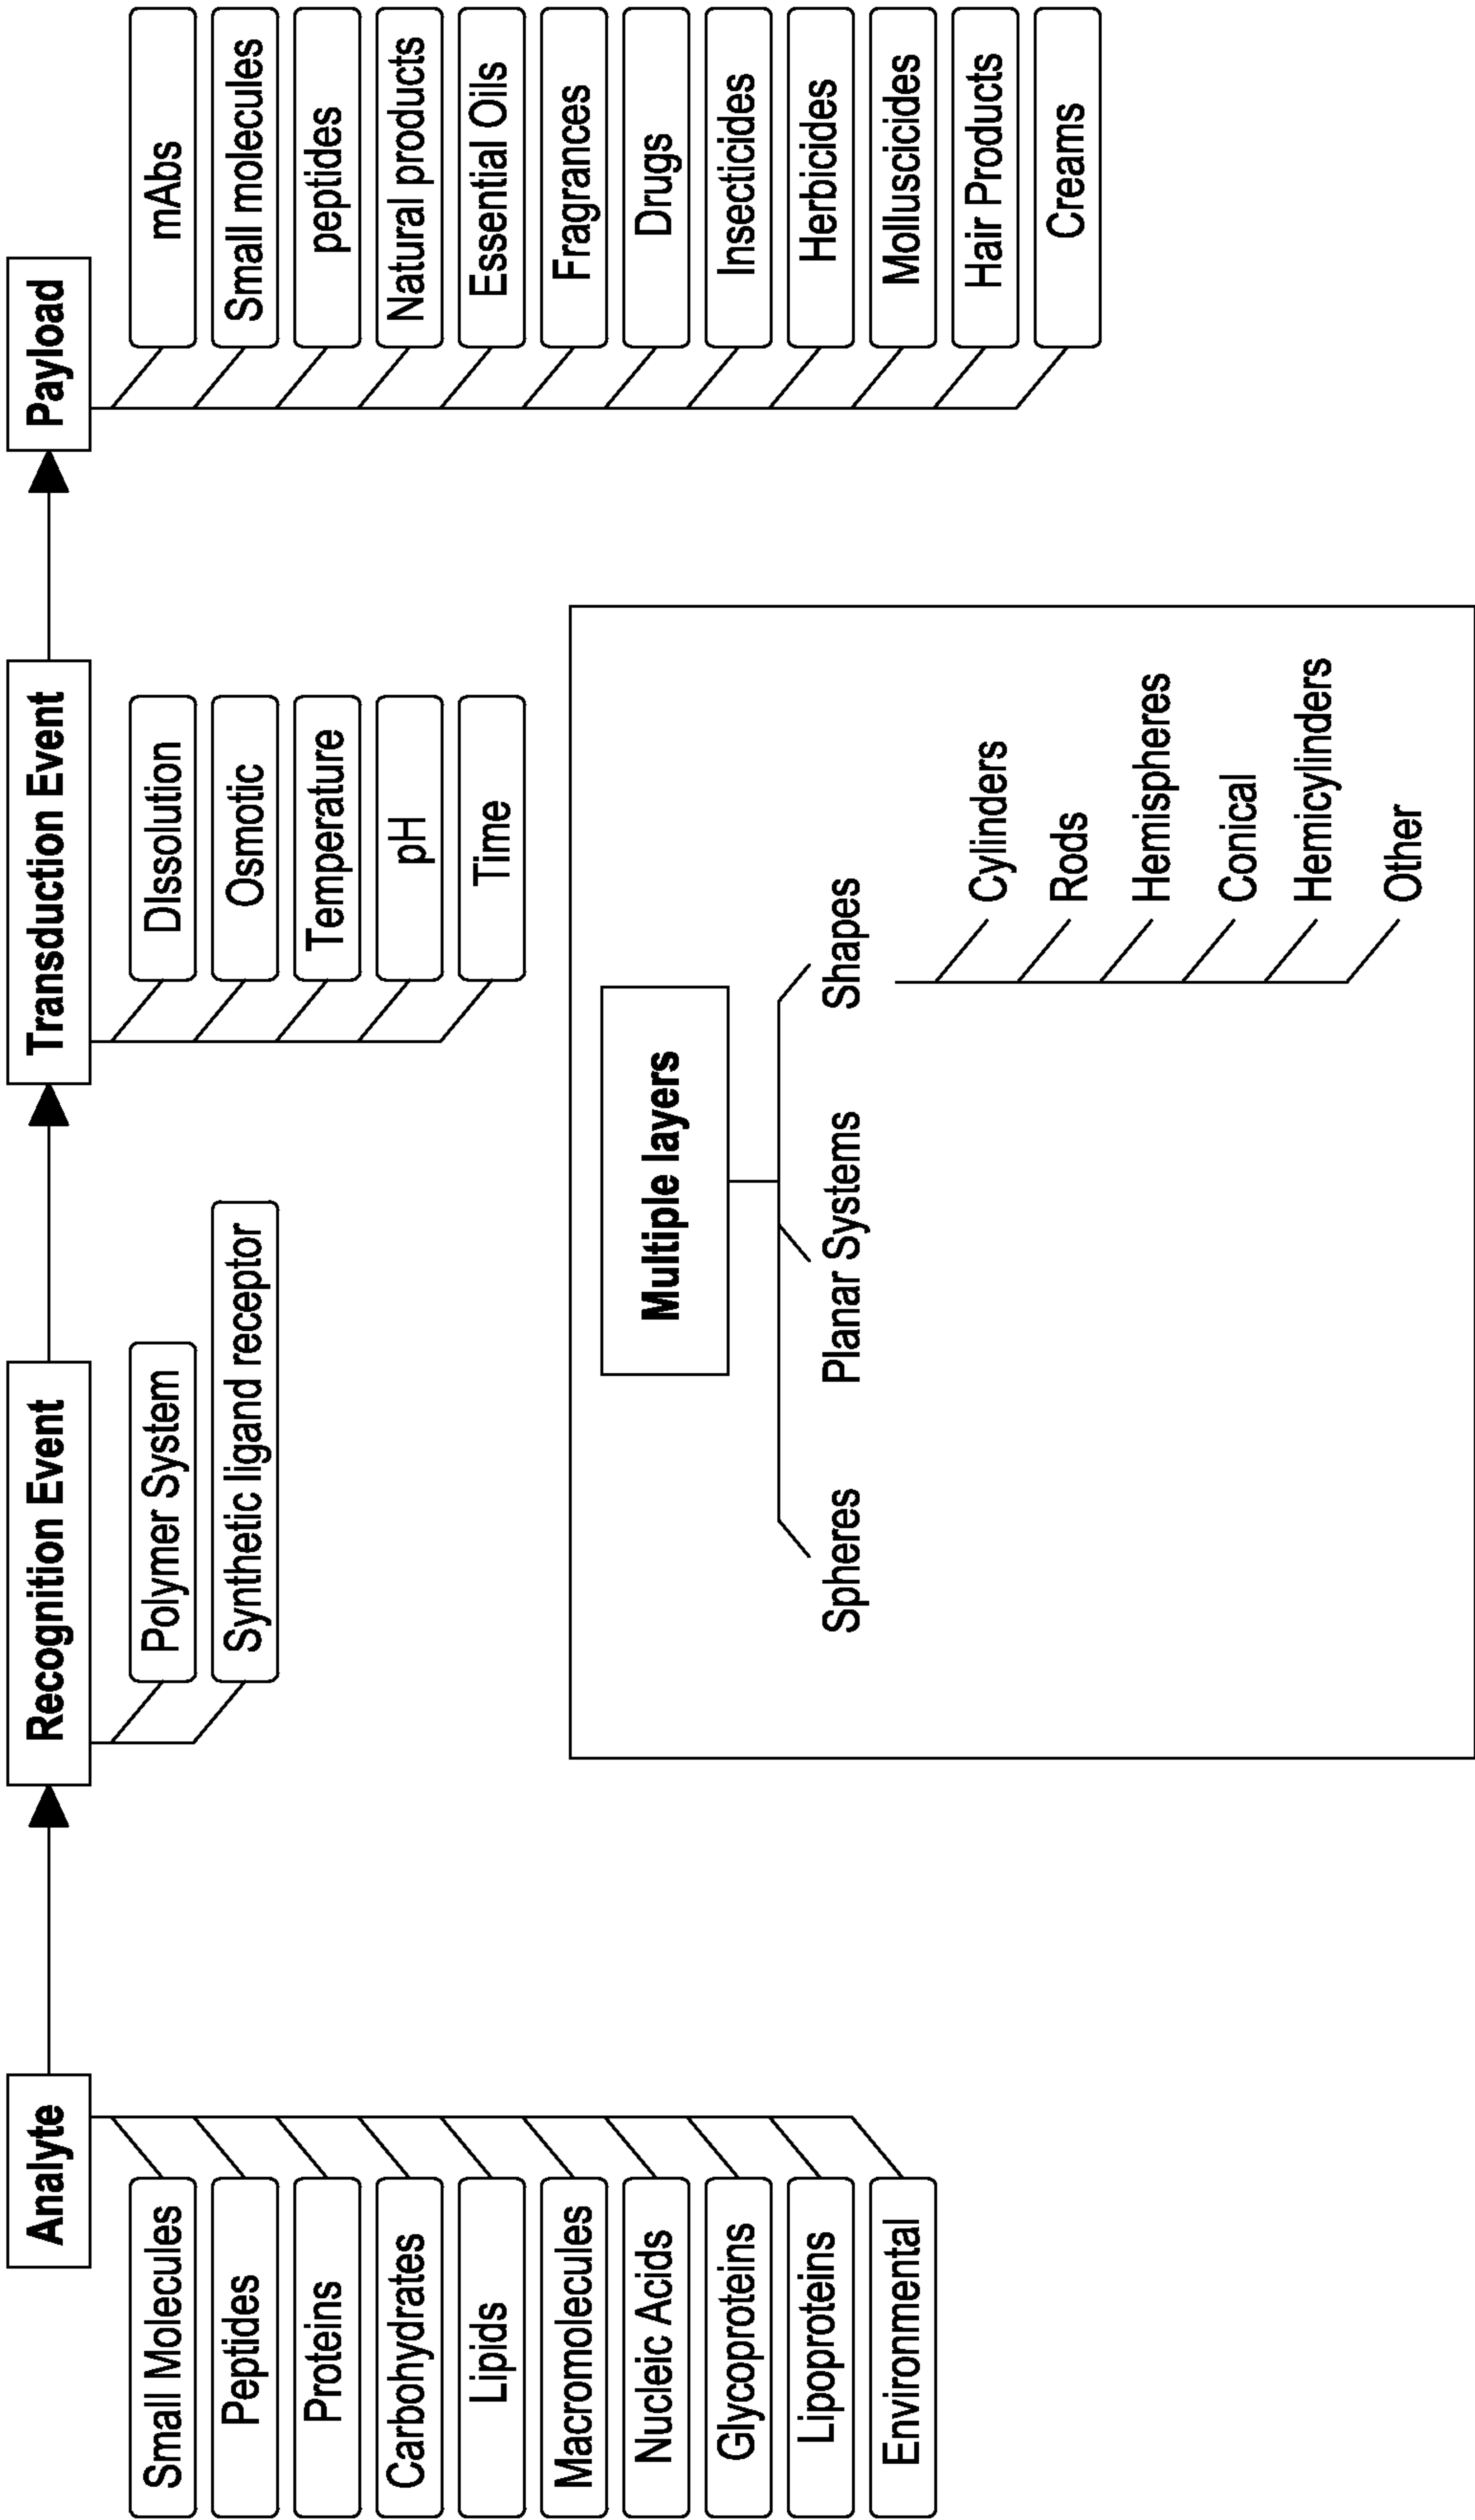 Analyte
Small Molecules
Peptides
Proteins
Carbohydrates
Lipids
Macromolecules
Nucleic Acids
Glycoproteins
Lipoproteins
Environmental
Recognition Event
Polymer System
Synthetic ligand receptor
Transduction Event
DIssolution
Osmotic
Temperature
pH
Time
Payload
mAbs
Small molecules
peptides
Natural products
Essential Oils
Fragrances
Drugs
Insecticides
Herbicides
Molluscicides
Hair Products
Creams
Multiple layers
Spheres
Planar Systems
Shapes
Cylinders
Rods
Hemispheres
Conical
Hemicylinders
Other